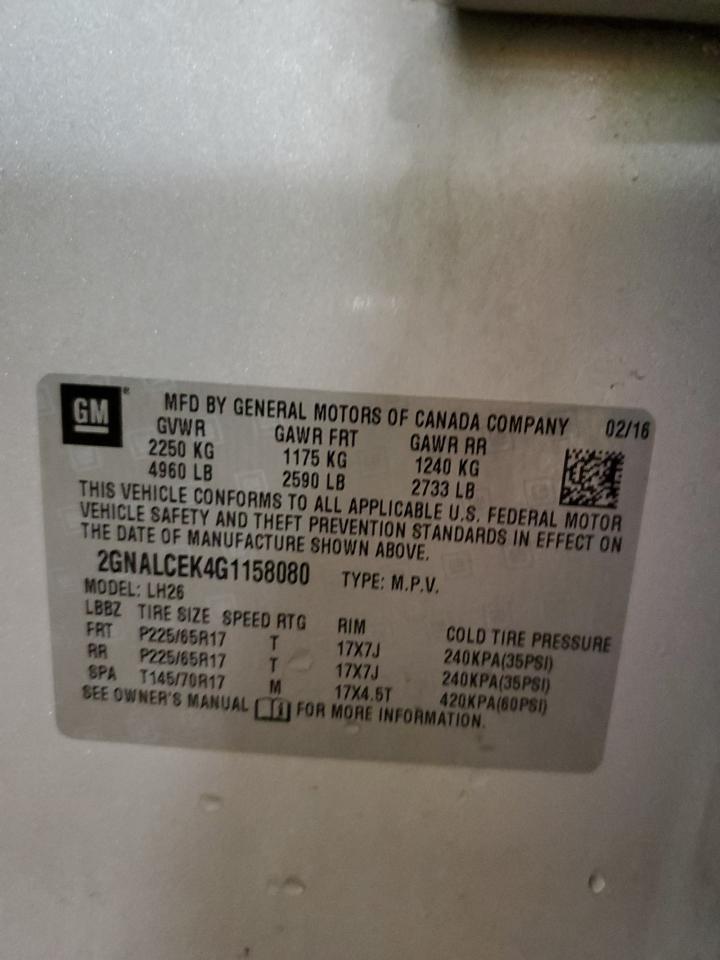 GM® MFD BY GENERAL MOTORS OF CANADA COMPANY 02/16
GVWR GAWR FRT GAWR RR
2250 KG 1175 KG 1240 KG
4960 LB 2590 LB 2733 LB
THIS VEHICLE CONFORMS TO ALL APPLICABLE U.S. FEDERAL MOTOR
VEHICLE SAFETY AND THEFT PREVENTION STANDARDS IN EFFECT ON
THE DATE OF MANUFACTURE SHOWN ABOVE.
2GNALCEK4G1158080 TYPE: M.P.V.
MODEL: LH26
LBBZ TIRE SIZE SPEED RTG RIM COLD TIRE PRESSURE
FRT P225/65R17 T 17X7J 240KPA(35PSI)
RR P225/65R17 T 17X7J 240KPA(35PSI)
SPA T145/70R17 M 17X4.5T 420KPA(60PSI)
SEE OWNER'S MANUAL FOR MORE INFORMATION.